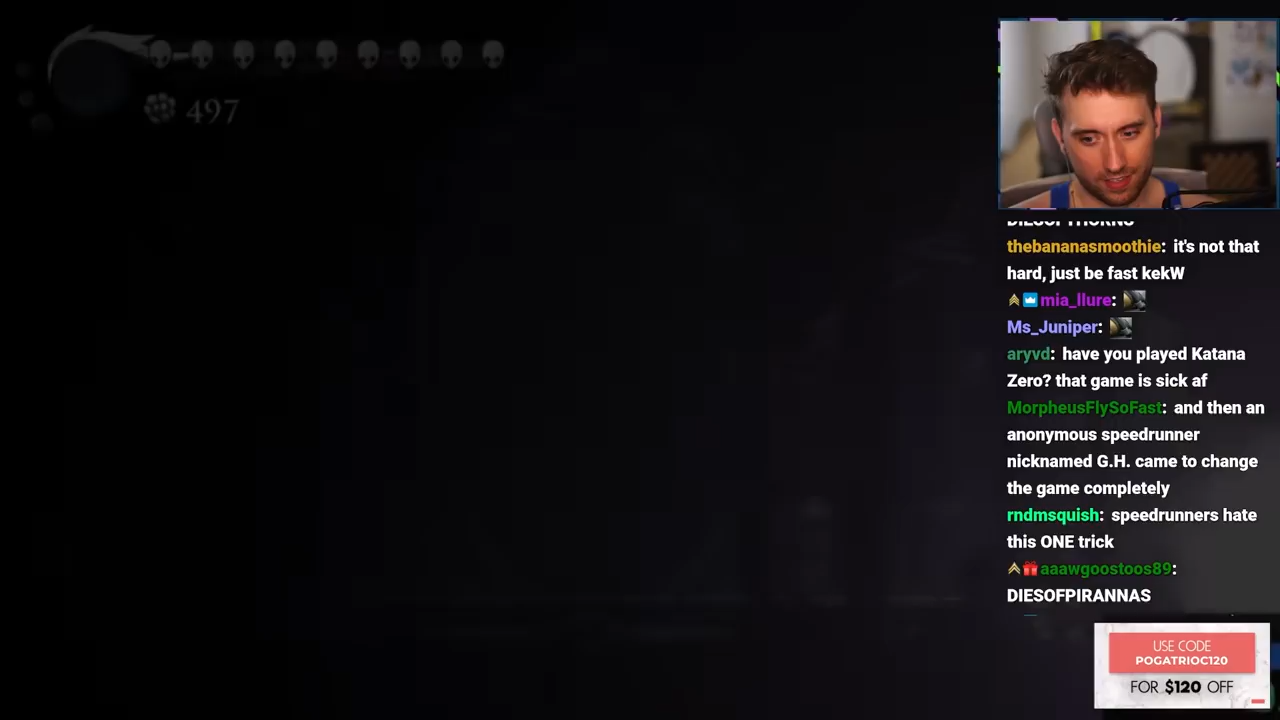 497
thebananasmoothie: it's not that
hard, just be fast kekW
mia_llure:
Ms_Juniper:
aryvd: have you played Katana
Zero? that game is sick af
MorpheusFlySoFast: and then an
anonymous speedrunner
nicknamed G.H. came to change
the game completely
rndmsquish: speedrunners hate
this ONE trick
aaawgoostoos89:
DIESOFPIRANNAS
USE CODE
POGATRIOC120
FOR $120 OFF